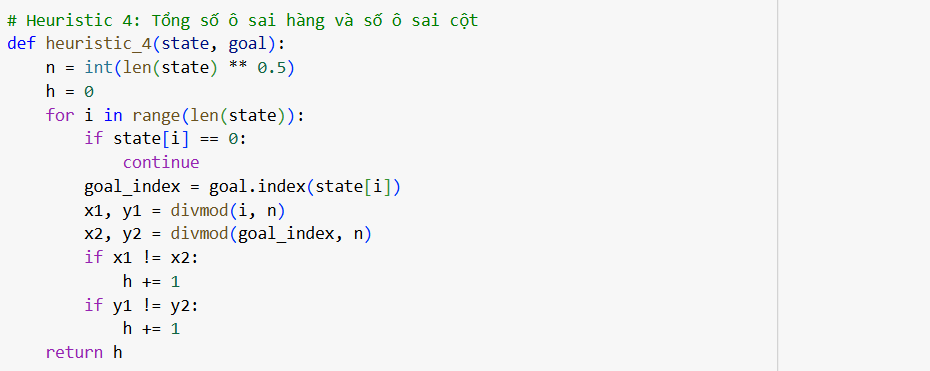 # Heuristic 4: Tổng số ô sai hàng và số ô sai cột
def heuristic_4(state, goal):
    n = int(len(state) ** 0.5)
    h = 0
    for i in range(len(state)):
        if state[i] == 0:
            continue
        goal_index = goal.index(state[i])
        x1, y1 = divmod(i, n)
        x2, y2 = divmod(goal_index, n)
        if x1 != x2:
            h += 1
        if y1 != y2:
            h += 1
    return h